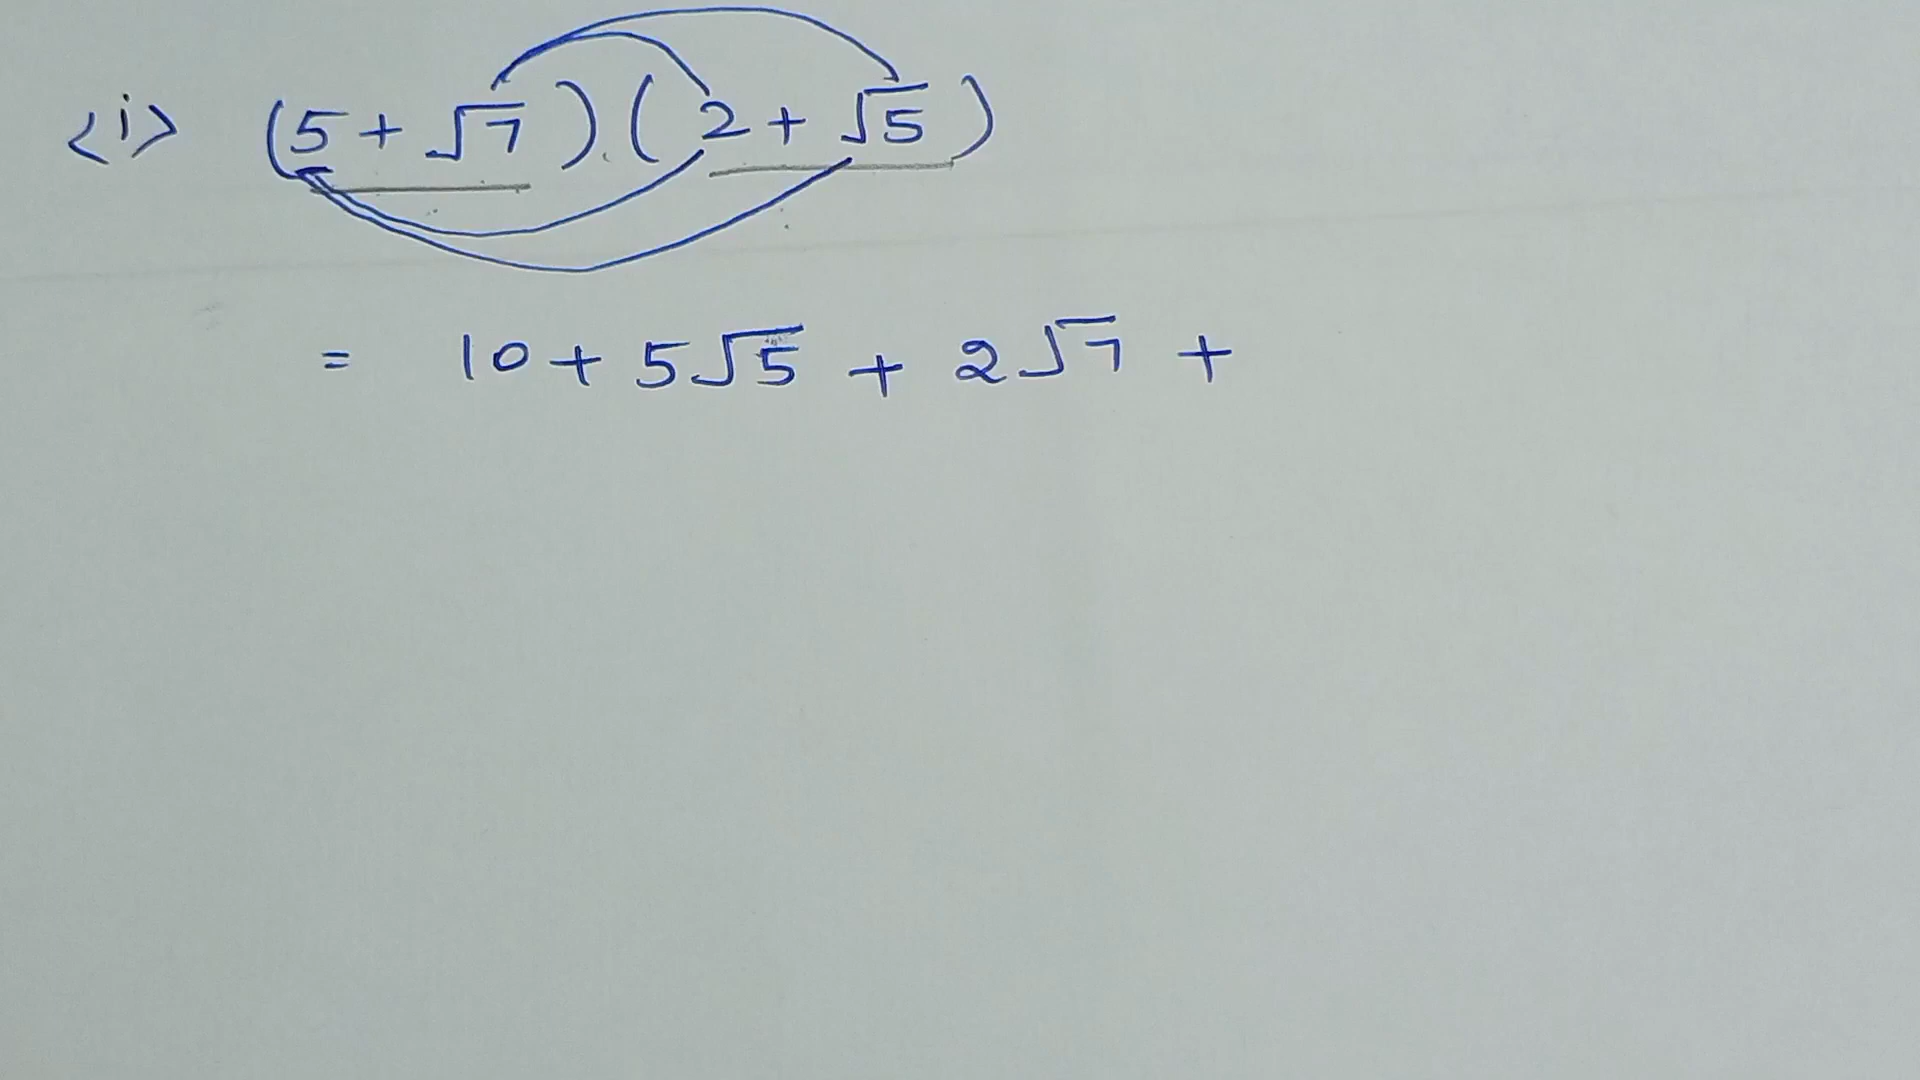 <i> (5 + √7) (2 + √5)
= 10 + 5√5 + 2√7 +